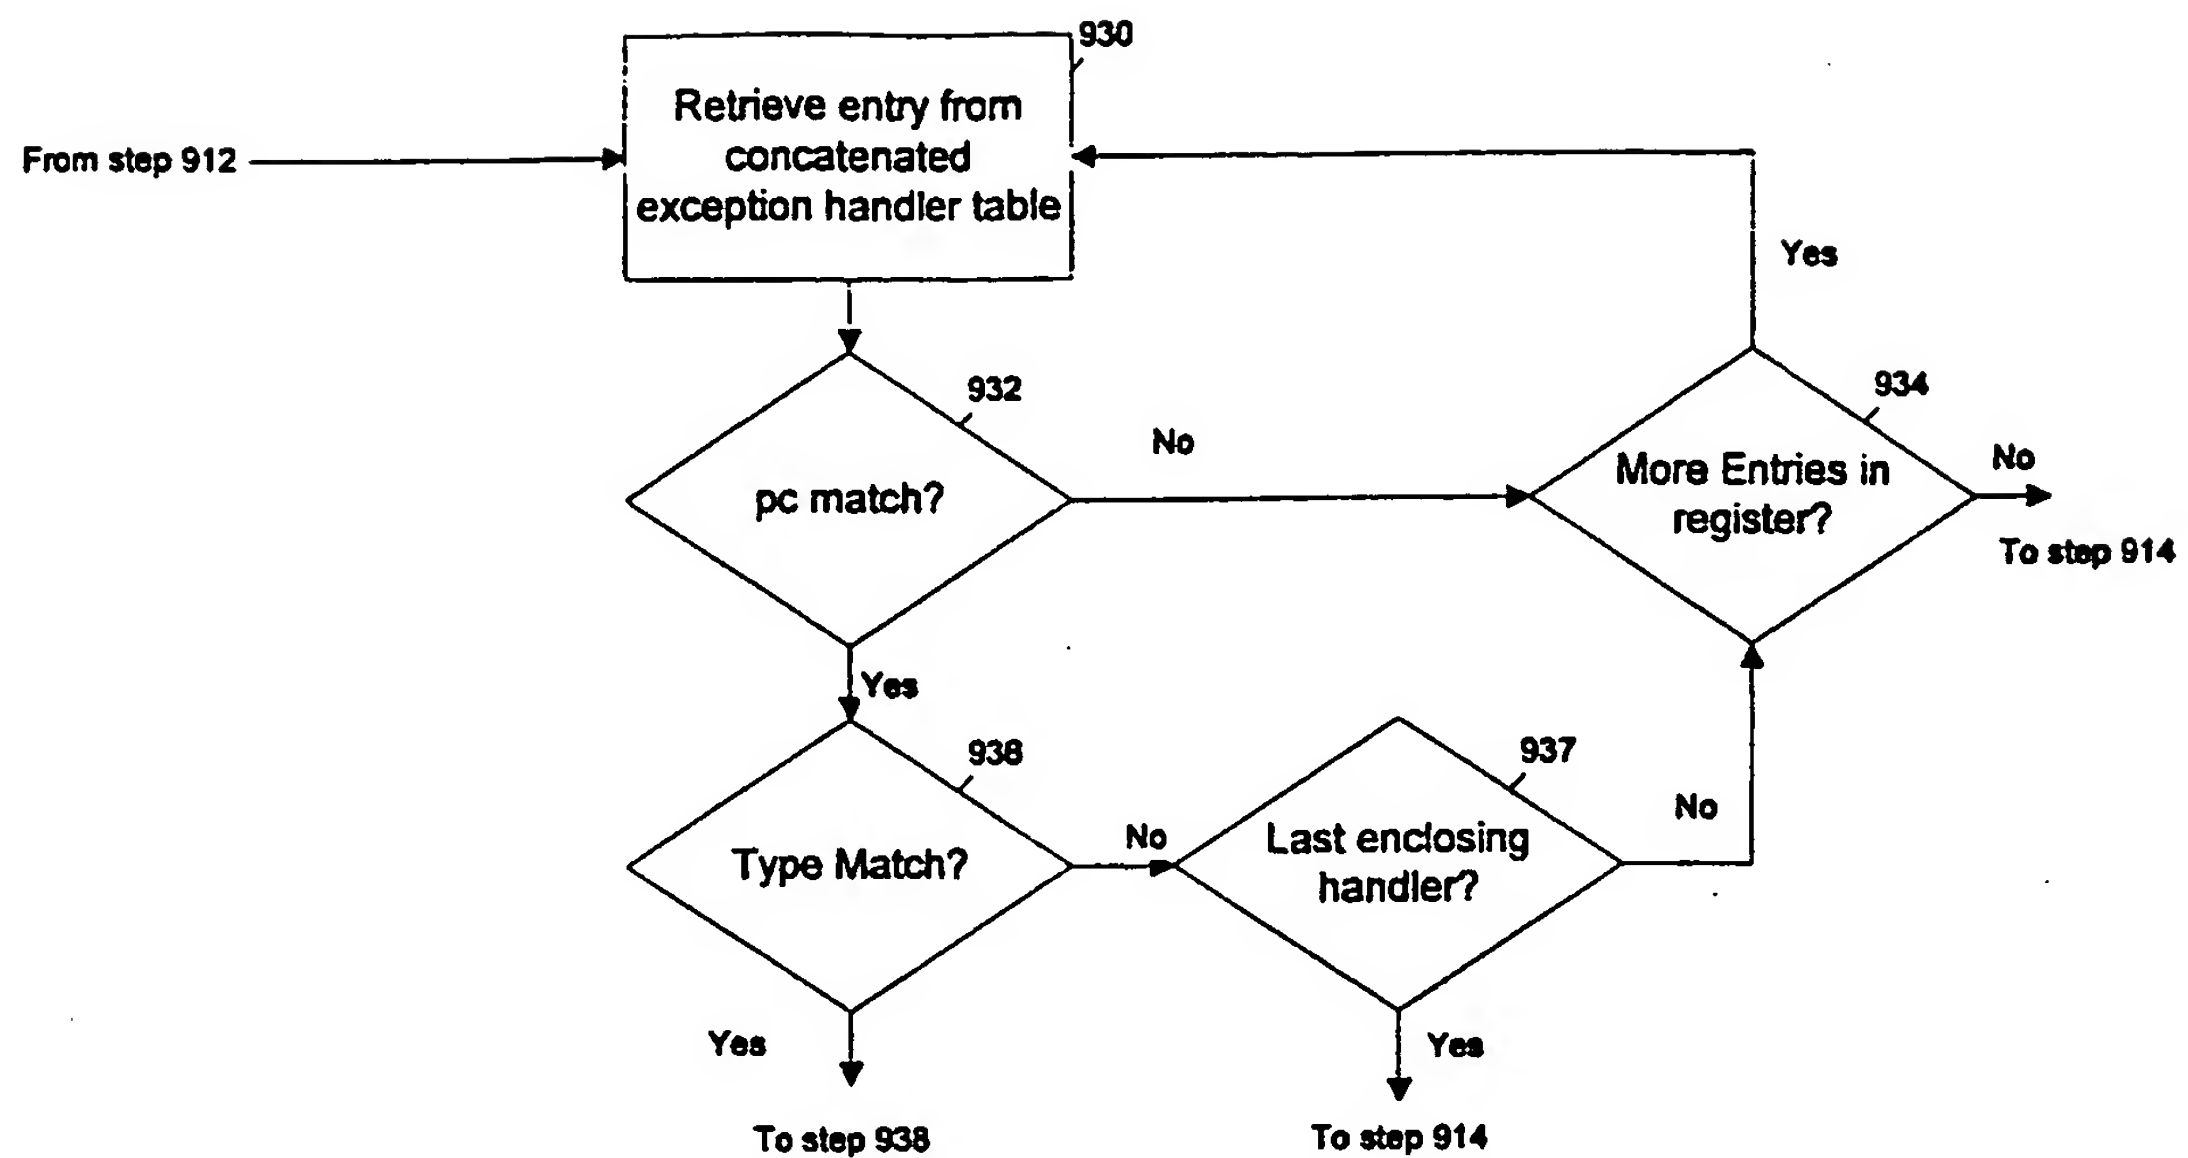 930
Retrieve entry from
concatenated
exception handler table
From step 912
Yes
932
934
No
More Entries in
register?
No
pc match?
To step 914
Yes
938
937
No
No
Last enclosing
handler?
Type Match?
Yes
Yes
To step 938
To step 914